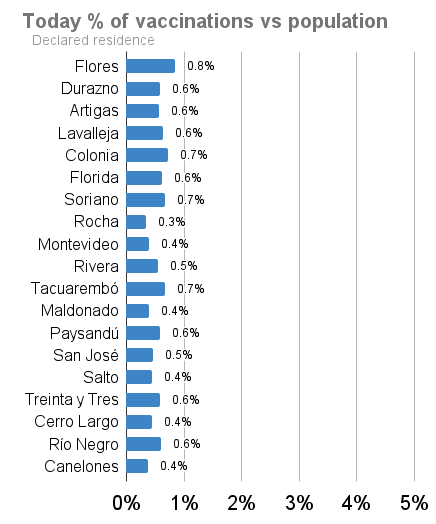 Today % of vaccinations vs population
Declared residence
Flores 0.8%
Durazno 0.6%
Artigas 0.6%
Lavalleja 0.6%
Colonia 0.7%
Florida 0.6%
Soriano 0.7%
Rocha 0.3%
Montevideo 0.4%
Rivera 0.5%
Tacuarembó 0.7%
Maldonado 0.4%
Paysandú 0.6%
San José 0.5%
Salto 0.4%
Treinta y Tres 0.6%
Cerro Largo 0.4%
Río Negro 0.6%
Canelones 0.4%
0% 1% 2% 3% 4% 5%